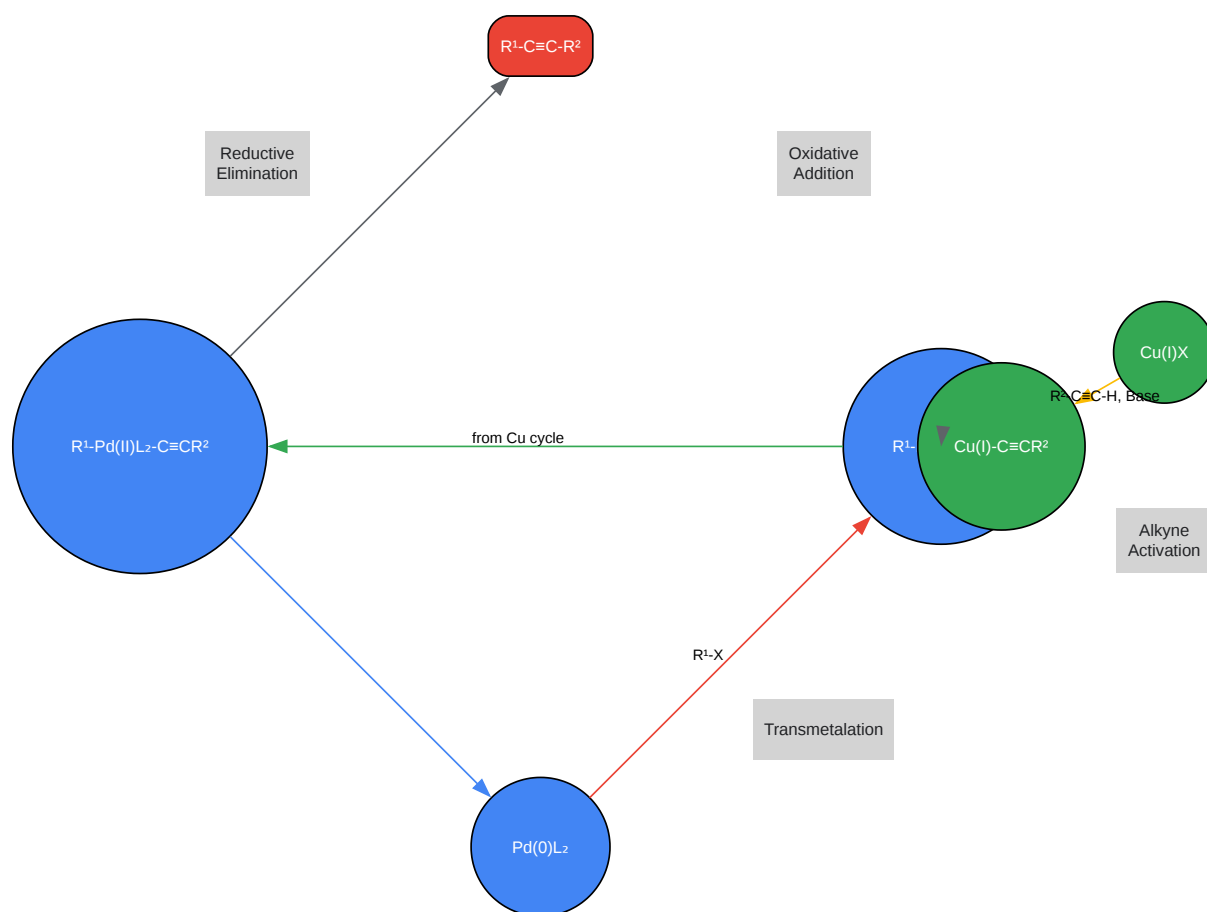 R¹-C≡C-R²
Reductive
Elimination
Oxidative
Addition
Cu(I)X
R²-C≡C-H, Base
R¹-Pd(II)L₂-C≡CR²
from Cu cycle
R¹-
Cu(I)-C≡CR²
Alkyne
Activation
R¹-X
Transmetalation
Pd(0)L₂